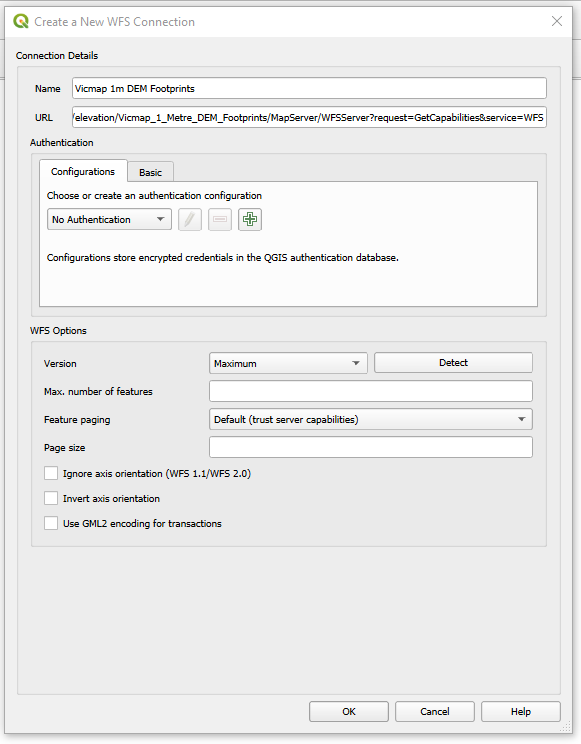 Create a New WFS Connection
Connection Details
Name Vicmap 1m DEM Footprints
URL /elevation/Vicmap_1_Metre_DEM_Footprints/MapServer/WFSServer?request=GetCapabilities&service=WFS
Authentication
Configurations Basic
Choose or create an authentication configuration
No Authentication
Configurations store encrypted credentials in the QGIS authentication database.
WFS Options
Version Maximum Detect
Max. number of features
Feature paging Default (trust server capabilities)
Page size
Ignore axis orientation (WFS 1.1/WFS 2.0)
Invert axis orientation
Use GML2 encoding for transactions
OK Cancel Help